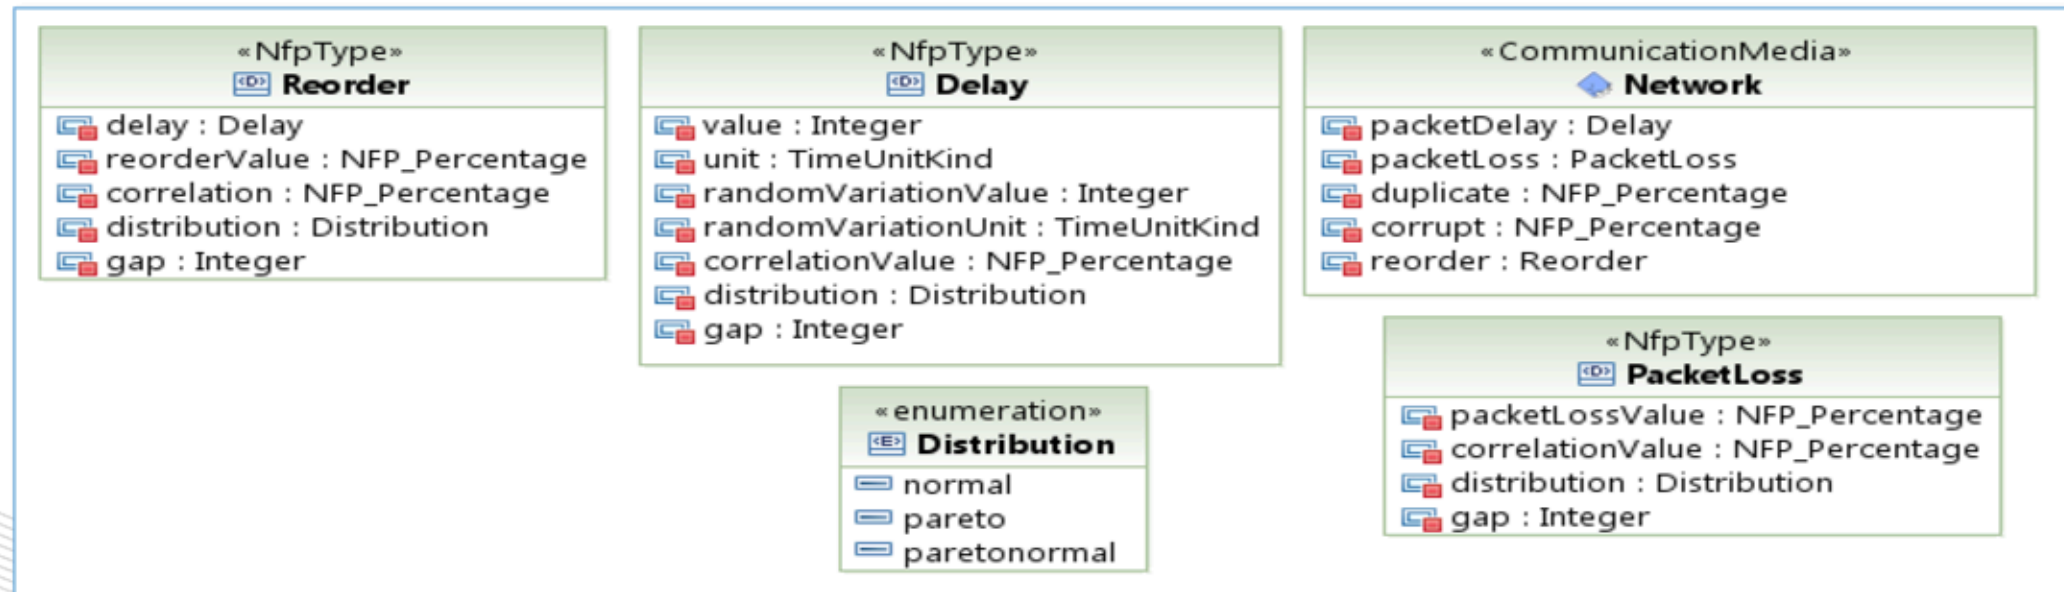 «NfpType»
Reorder
delay : Delay
reorderValue : NFP_Percentage
correlation : NFP_Percentage
distribution : Distribution
gap : Integer
«NfpType»
Delay
value : Integer
unit : TimeUnitKind
randomVariationValue : Integer
randomVariationUnit : TimeUnitKind
correlationValue : NFP_Percentage
distribution : Distribution
gap : Integer
«CommunicationMedia»
Network
packetDelay : Delay
packetLoss : PacketLoss
duplicate : NFP_Percentage
corrupt : NFP_Percentage
reorder : Reorder
«enumeration»
Distribution
normal
pareto
paretonormal
«NfpType»
PacketLoss
packetLossValue : NFP_Percentage
correlationValue : NFP_Percentage
distribution : Distribution
gap : Integer